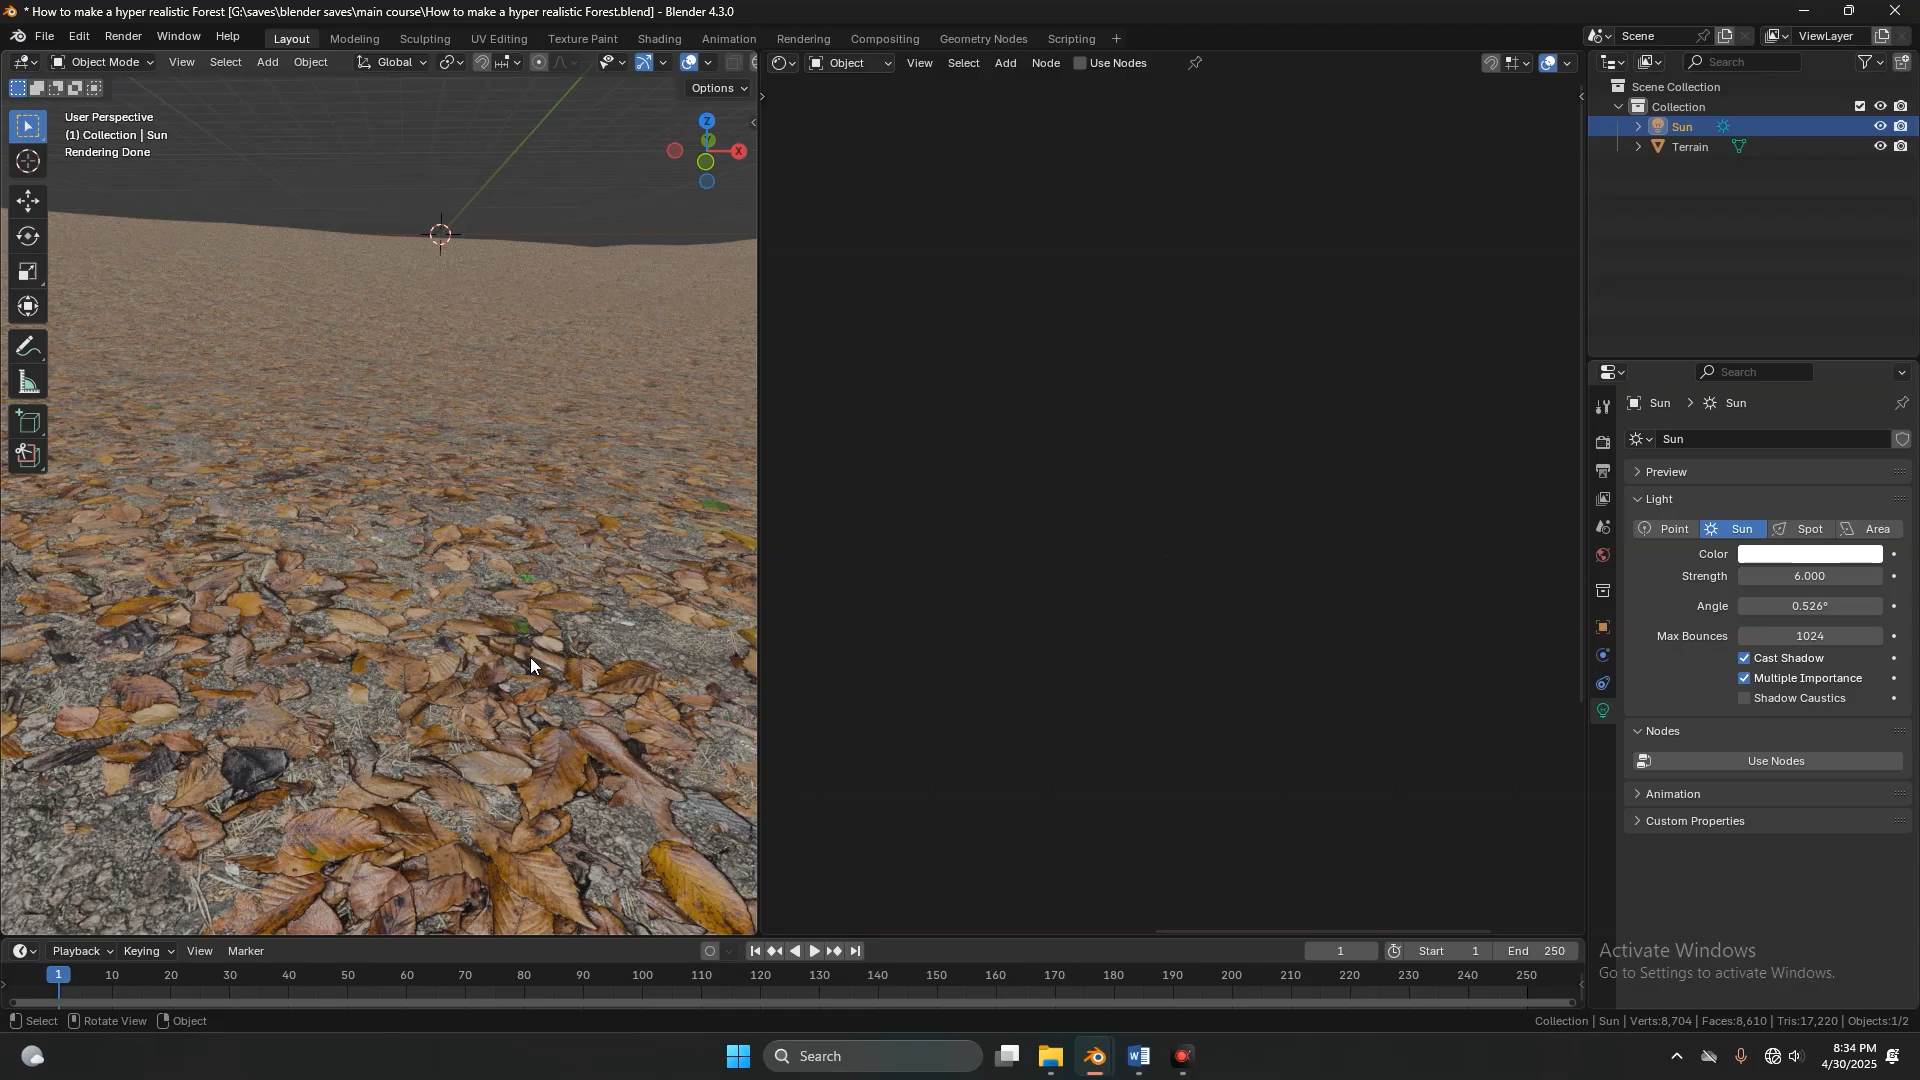 * How to make a hyper realistic Forest [G:\saves\blender saves\main course\How to make a hyper realistic Forest.blend] - Blender 4.3.0
File Edit Render Window Help Layout Modeling Sculpting UV Editing Texture Paint Shading Animation Rendering Compositing Geometry Nodes Scripting + Scene ViewLayer
Object Mode View Select Add Object Global Object View Select Add Node Use Nodes Search
Options
User Perspective
(1) Collection | Sun
Rendering Done
Z
X
Scene Collection
Collection
Sun
Terrain
Search
Sun > Sun
Sun
Preview
Light
Point Sun Spot Area
Color
Strength 6.000
Angle 0.526°
Max Bounces 1024
Cast Shadow
Multiple Importance
Shadow Caustics
Nodes
Use Nodes
Animation
Custom Properties
Playback Keying View Marker 1 Start 1 End 250
1 10 20 30 40 50 60 70 80 90 100 110 120 130 140 150 160 170 180 190 200 210 220 230 240 250
Activate Windows
Go to Settings to activate Windows.
Select Rotate View Object Collection | Sun | Verts:8,704 | Faces:8,610 | Tris:17,220 | Objects:1/2
Search
8:34 PM
4/30/2025